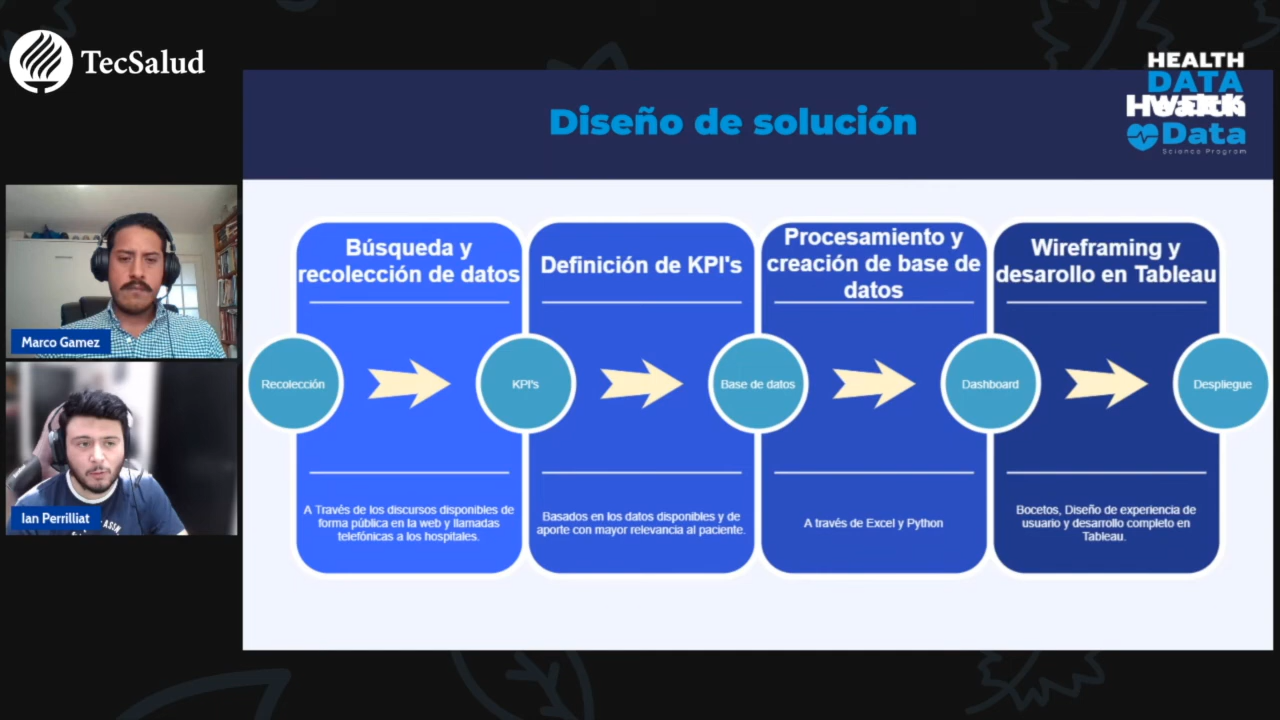 TecSalud
HEALTH
DATA
WEEK
Health
Data
Science Program
Diseño de solución
Marco Gamez
Ian Perrilliat
Búsqueda y
recolección de datos
Definición de KPI's
Procesamiento y
creación de base de
datos
Wireframing y
desarollo en Tableau
Recolección
KPI's
Base de datos
Dashboard
Despliegue
A Través de los discursos disponibles de
forma pública en la web y llamadas
telefónicas a los hospitales.
Basados en los datos disponibles y de
aporte con mayor relevancia al paciente.
A través de Excel y Python
Bocetos, Diseño de experiencia de
usuario y desarrollo completo en
Tableau.